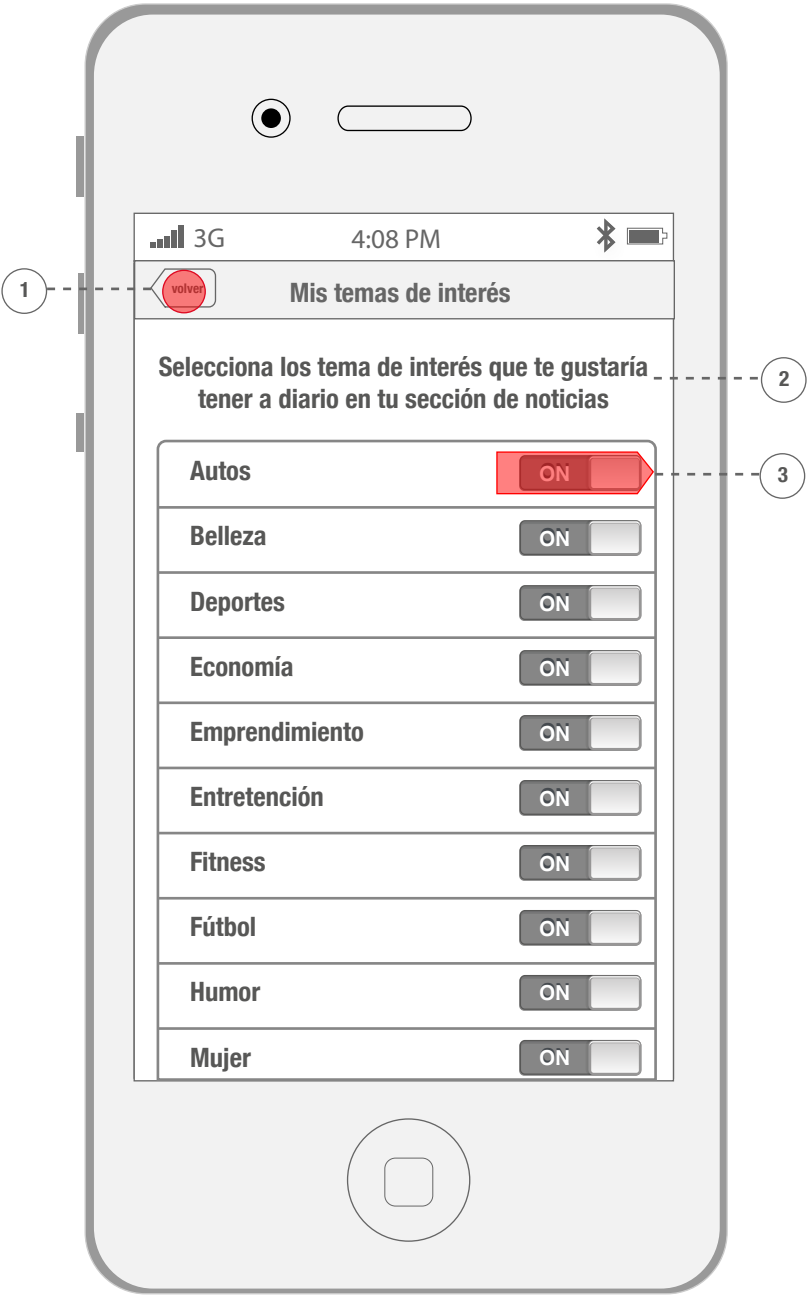 3G 4:08 PM
1 volver Mis temas de interés
Selecciona los tema de interés que te gustaría
tener a diario en tu sección de noticias
2
Autos ON
3
Belleza ON
Deportes ON
Economía ON
Emprendimiento ON
Entretención ON
Fitness ON
Fútbol ON
Humor ON
Mujer ON